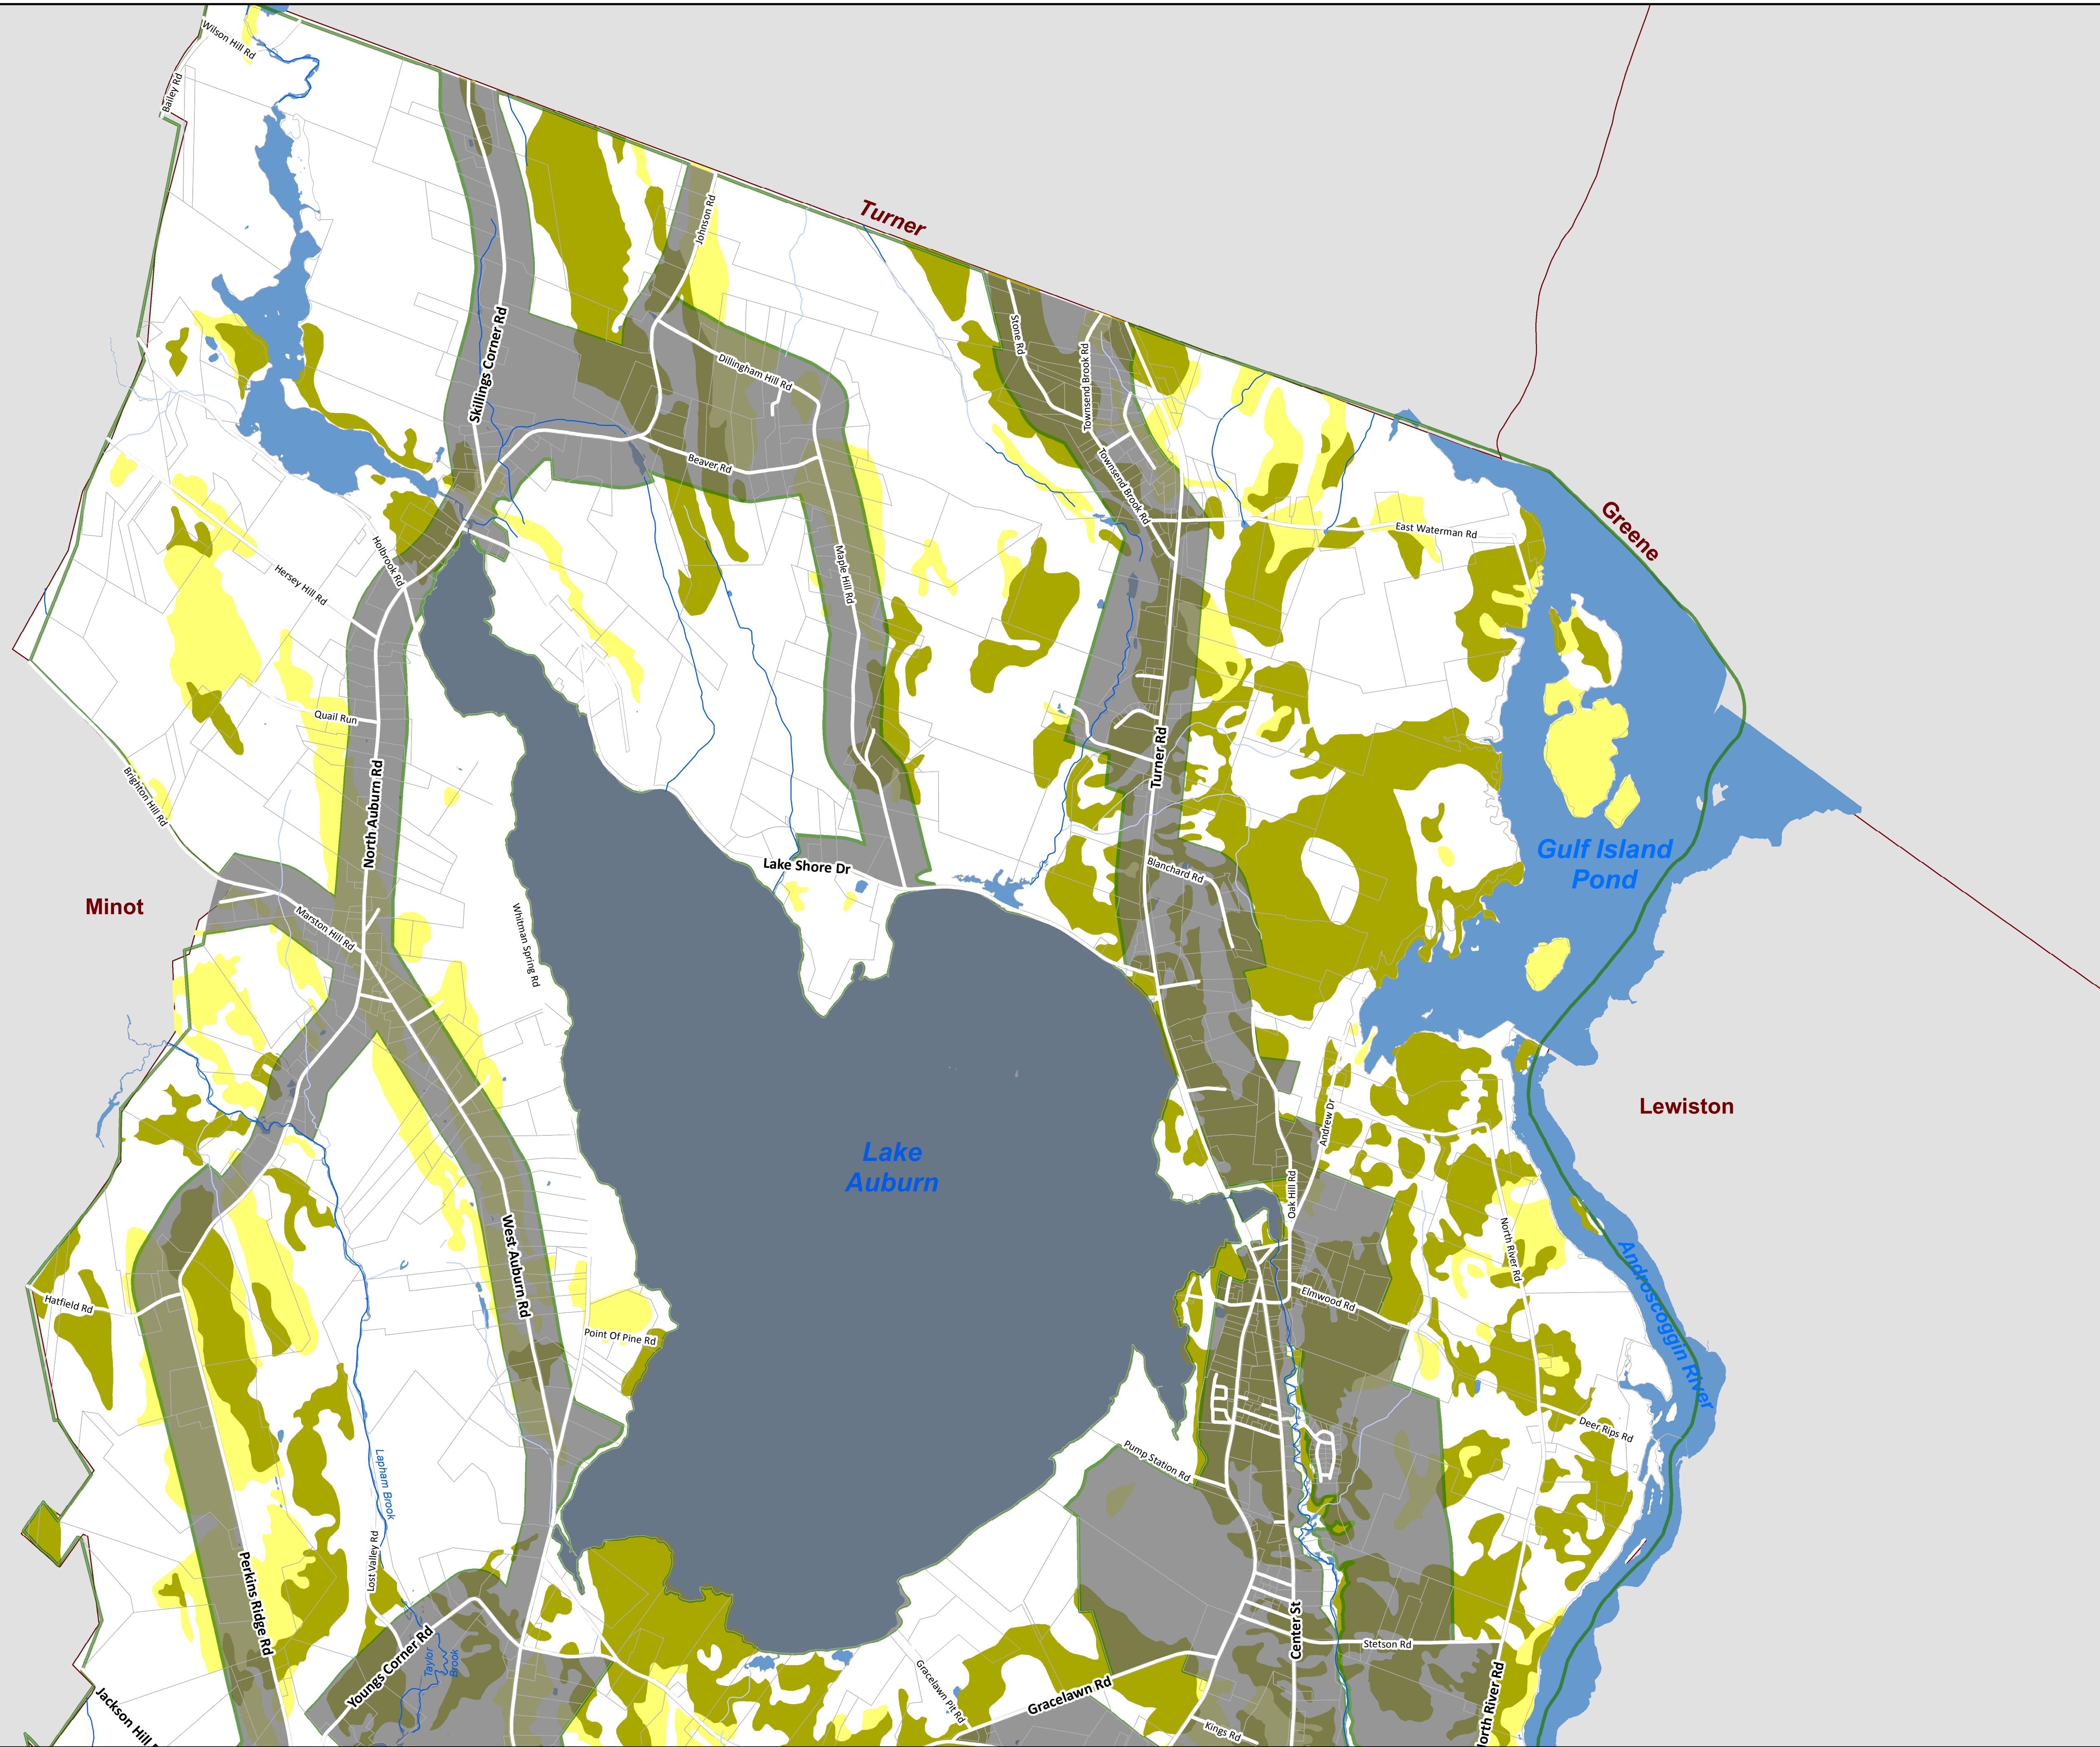 Wilson Hill Rd
Bailey Rd
Turner
Johnson Rd
Skillings Corner Rd
Dillingham Hill Rd
Stone Rd
Townsend Brook Rd
Beaver Rd
Townsend Brook Rd
East Waterman Rd
Greene
Holbrook Rd
Hersey Hill Rd
Maple Hill Rd
Quail Run
Turner Rd
Brighton Hill Rd
North Auburn Rd
Lake Shore Dr
Blanchard Rd
Gulf Island
Pond
Minot
Marston Hill Rd
Whitman Spring Rd
Lewiston
Andrew Dr
Lake
Auburn
Oak Hill Rd
North River Rd
West Auburn Rd
Androscoggin River
Hatfield Rd
Elmwood Rd
Point Of Pine Rd
Deer Rips Rd
Pump Station Rd
Lapham Brook
Lost Valley Rd
Perkins Ridge Rd
Center St
Stetson Rd
Youngs Corner Rd
Taylor
Brook
Gracelawn Pit Rd
Gracelawn Rd
North River Rd
Jackson Hill
Kings Rd